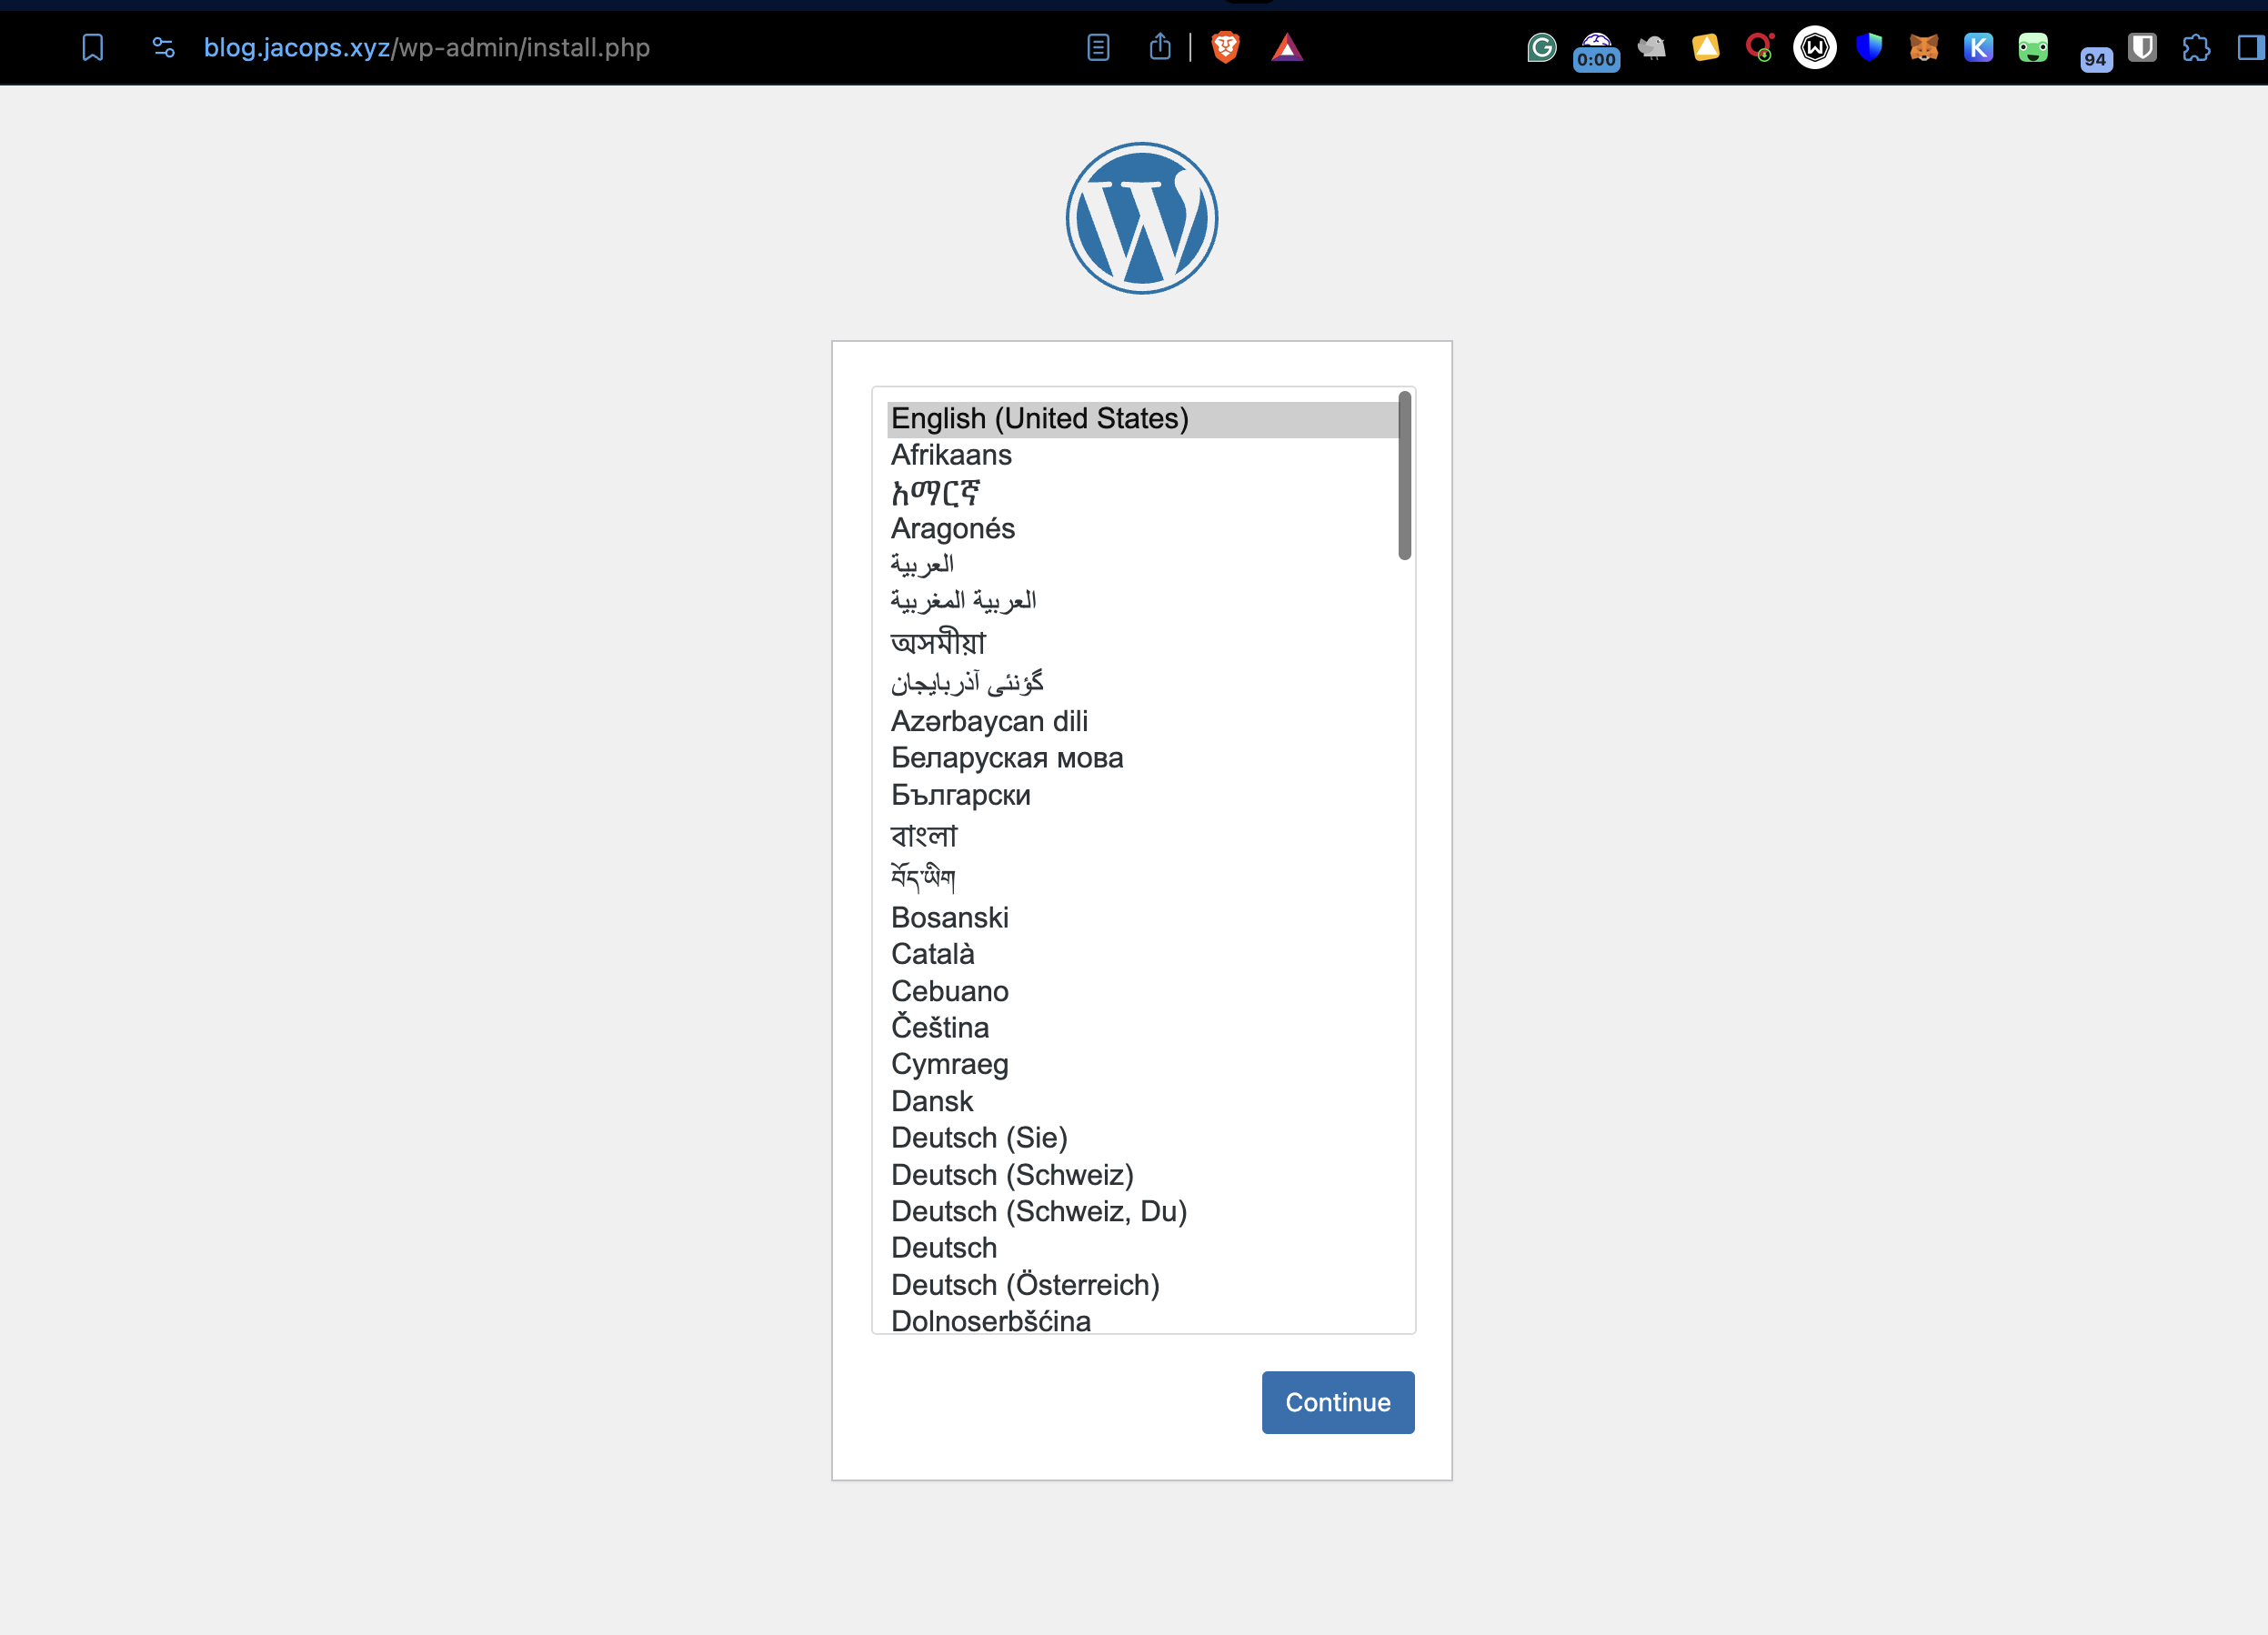 blog.jacops.xyz/wp-admin/install.php
0:00
94
English (United States)
Afrikaans
አማርኛ
Aragonés
العربية
العربية المغربية
অসমীয়া
گؤنئی آذربایجان
Azərbaycan dili
Беларуская мова
Български
বাংলা
བོད་ཡིག
Bosanski
Català
Cebuano
Čeština
Cymraeg
Dansk
Deutsch (Sie)
Deutsch (Schweiz)
Deutsch (Schweiz, Du)
Deutsch
Deutsch (Österreich)
Dolnoserbšćina
Continue